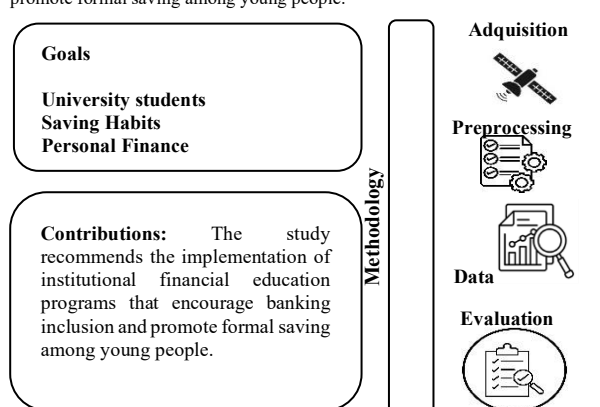 promote formal saving among young people.
Goals
University students
Saving Habits
Personal Finance
Contributions: The study
recommends the implementation of
institutional financial education
programs that encourage banking
inclusion and promote formal saving
among young people.
Methodology
Adquisition
Preprocessing
Data
Evaluation